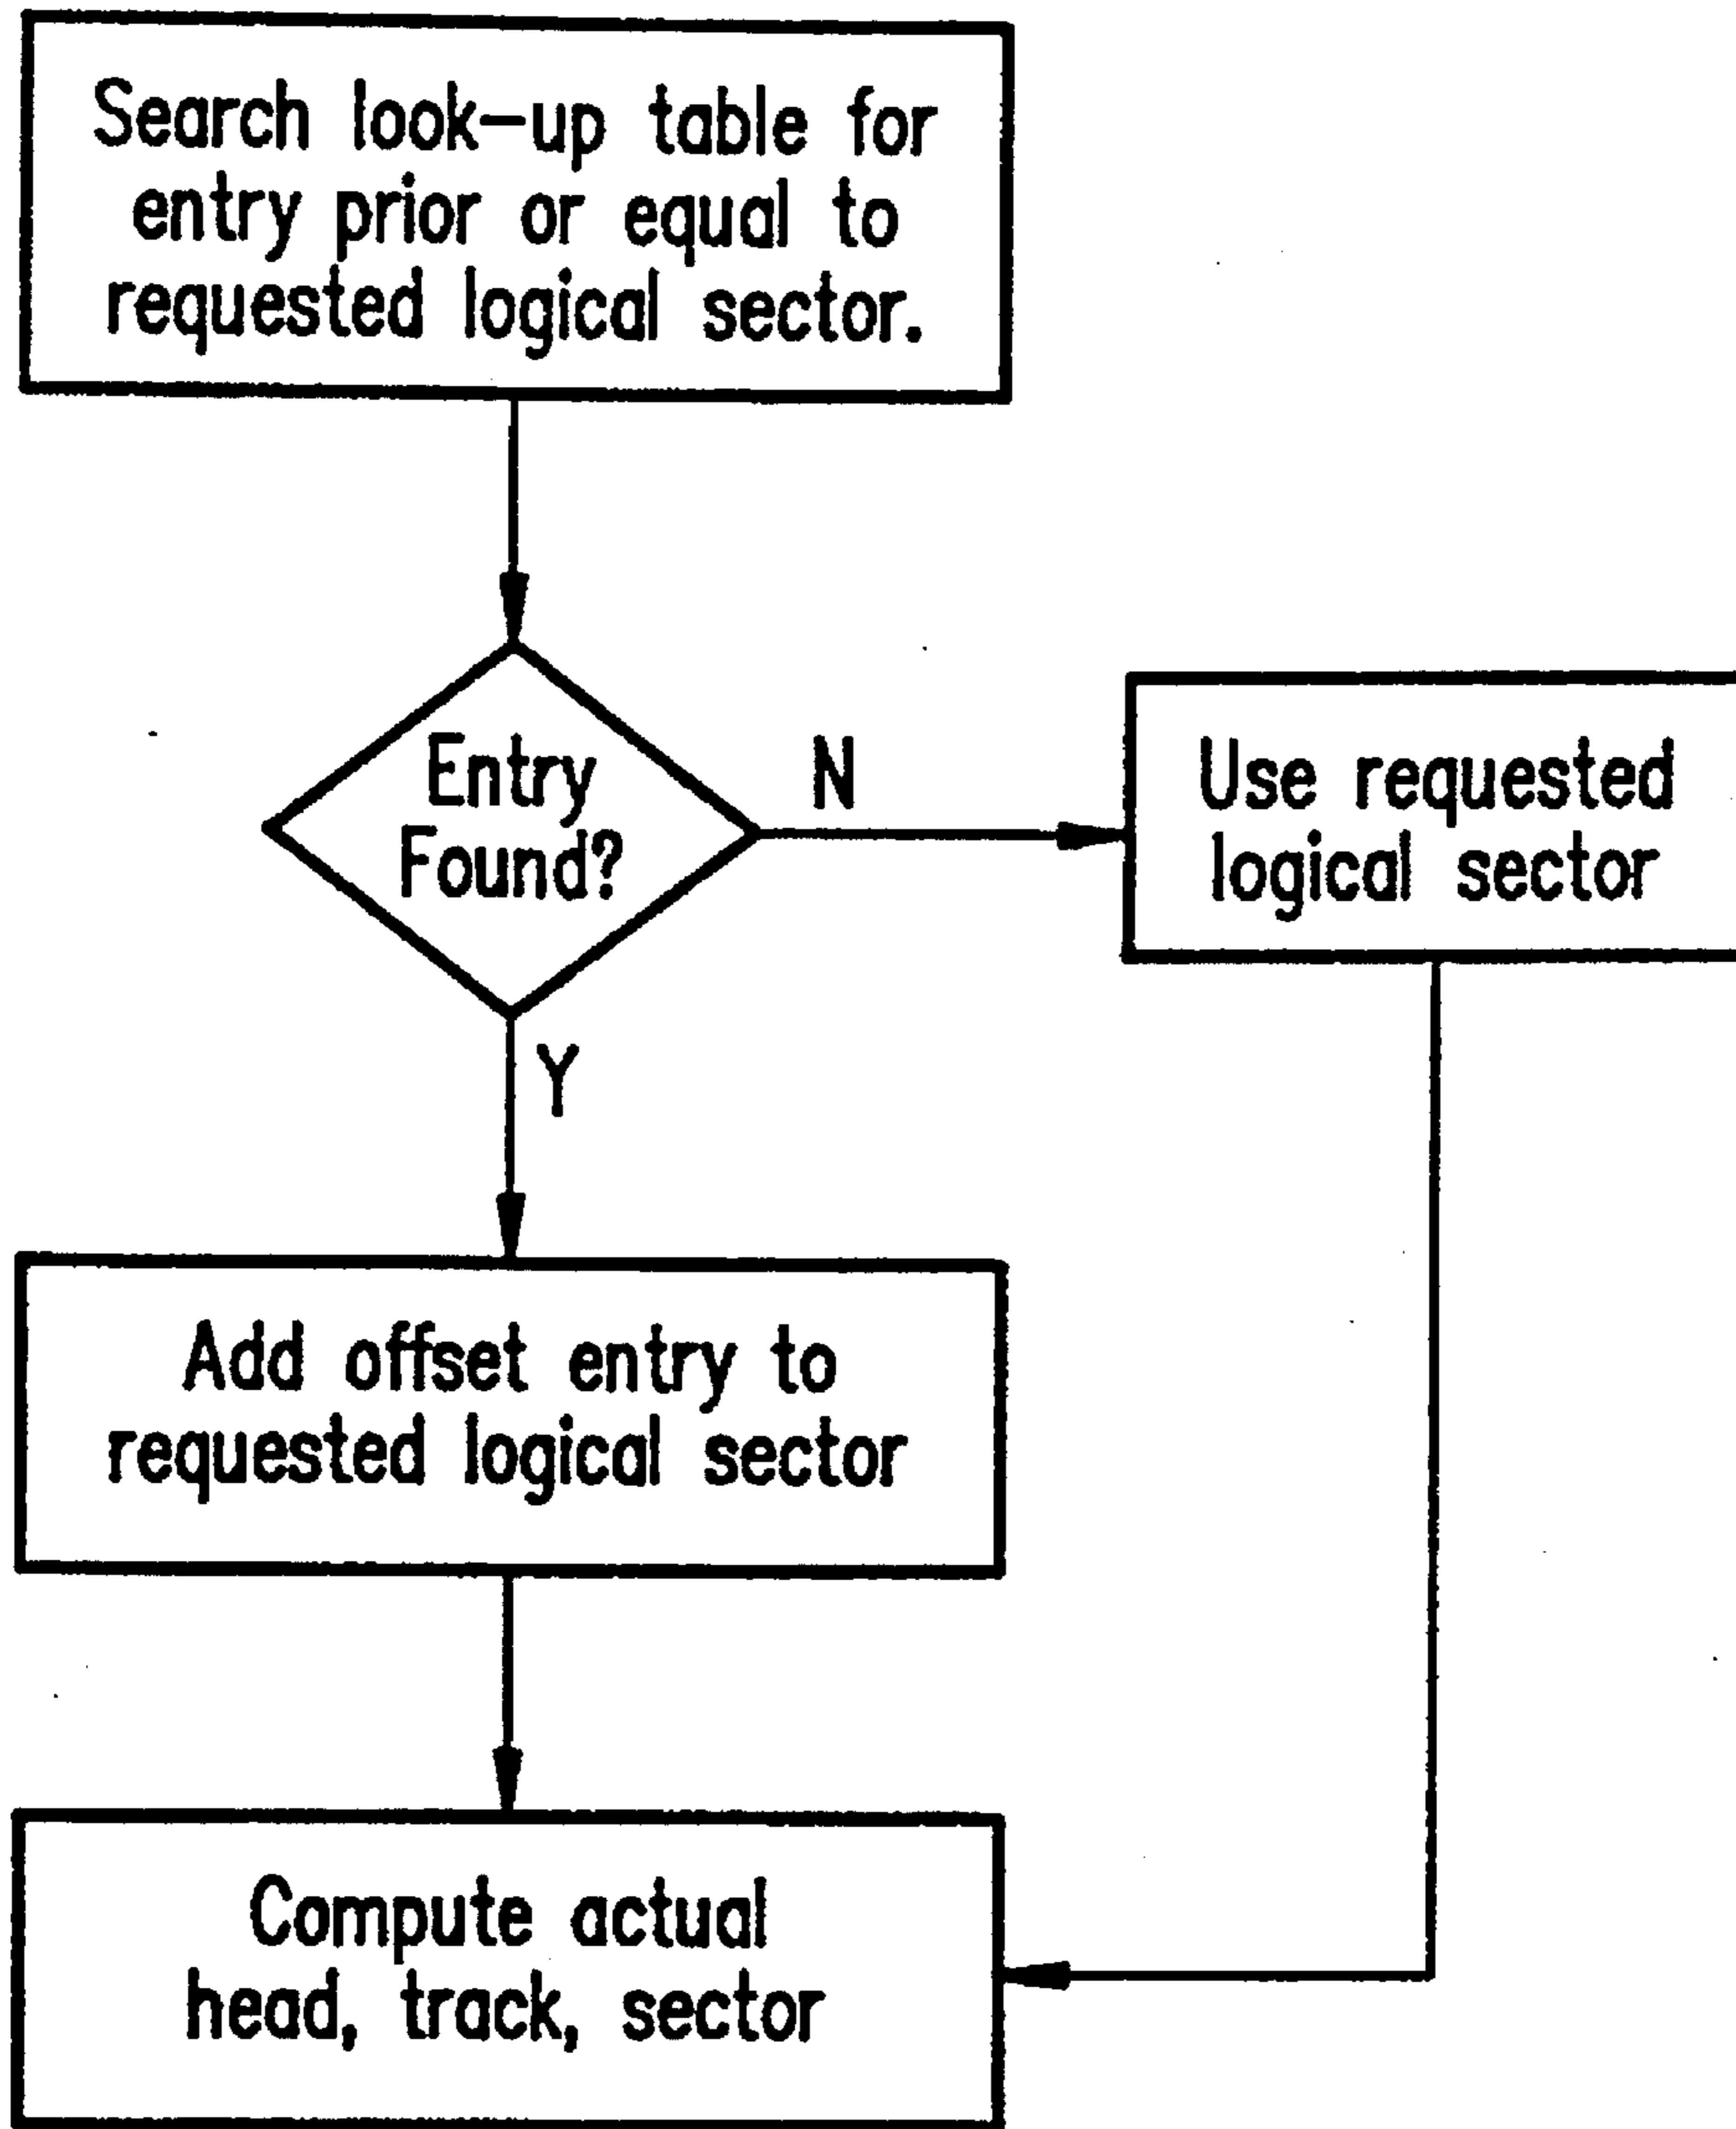 Search look-up table for
entry prior or equal to
requested logical sector.
Entry
Found?
N
Use requested
logical sector
Y
Add offset entry to
requested logical sector
Compute actual
head, track, sector